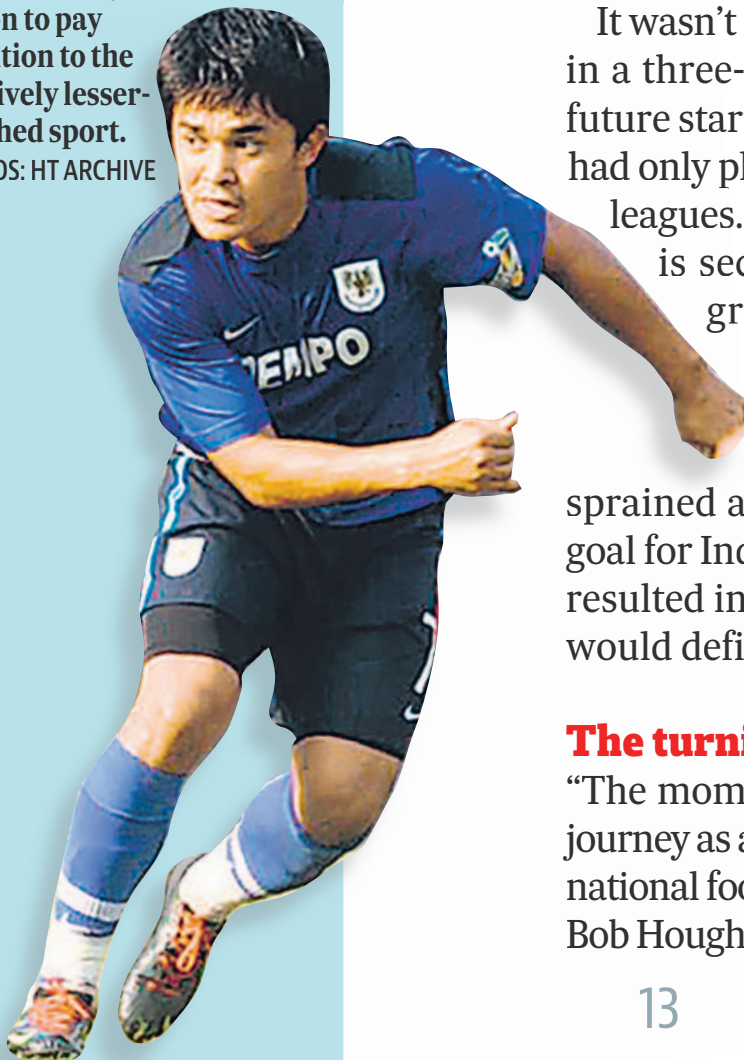 on to pay
tion to the
ively lesser-
hed sport.
OS: HT ARCHIVE
It wasn’t
in a three-
future star
had only pl
leagues.
is sec
gr
EMPO
sprained a
goal for Ind
resulted in
would defi
The turni
“The mom
journey as a
national foo
Bob Hough
13